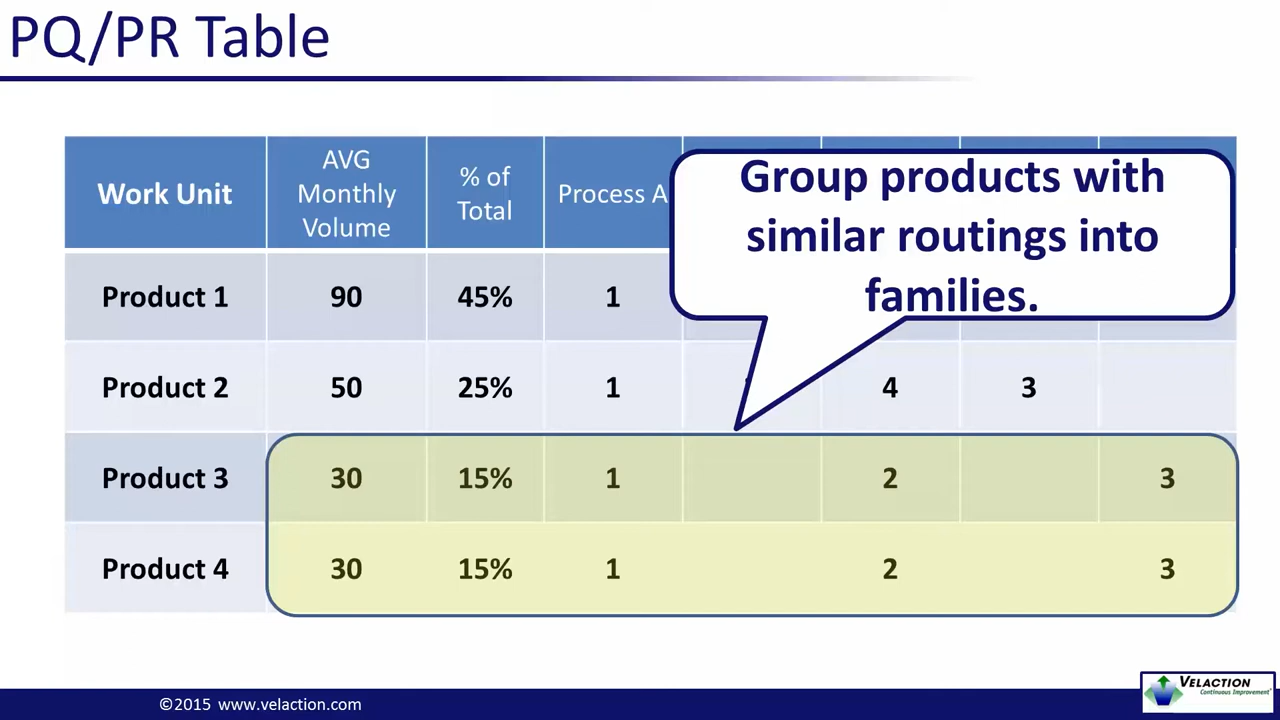 PQ/PR Table
Work Unit
AVG
Monthly
Volume
% of
Total
Process A
Group products with
similar routings into
families.
Product 1 90 45% 1
Product 2 50 25% 1 4 3
Product 3 30 15% 1 2 3
Product 4 30 15% 1 2 3
©2015 www.velaction.com
VELACTION
Continuous Improvement